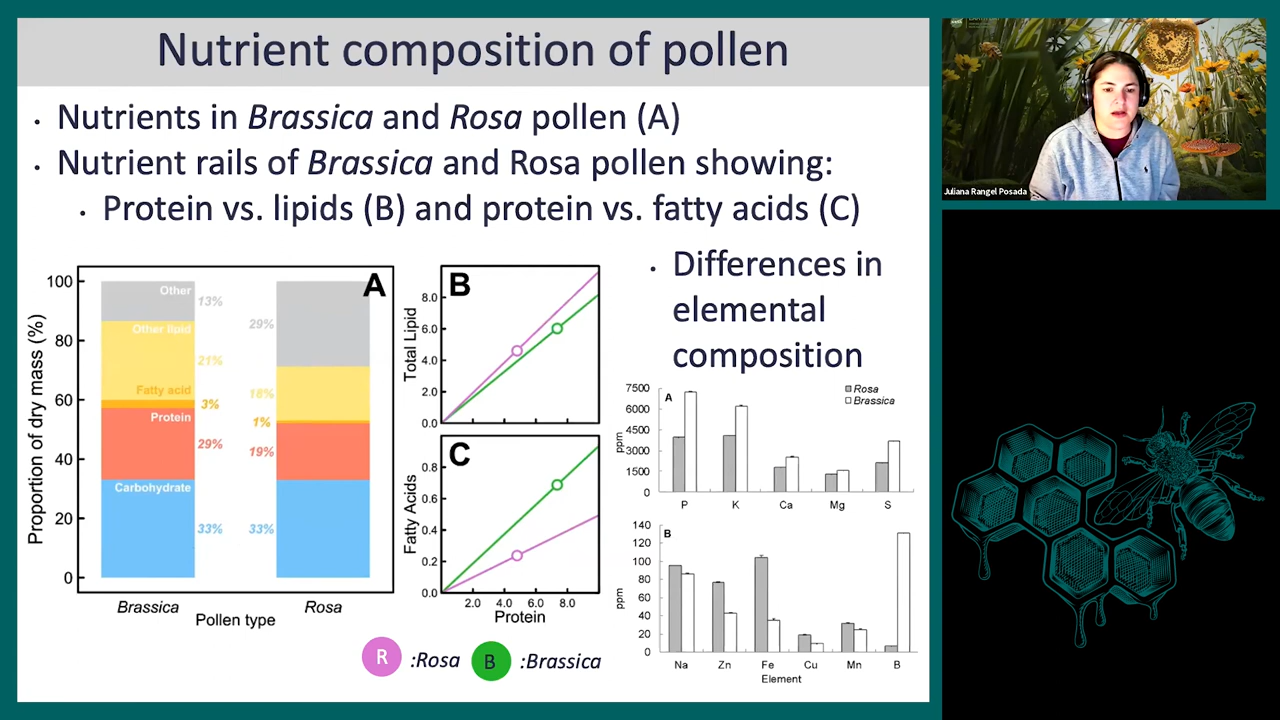 Nutrient composition of pollen
Nutrients in Brassica and Rosa pollen (A)
Nutrient rails of Brassica and Rosa pollen showing:
Protein vs. lipids (B) and protein vs. fatty acids (C)
Differences in
elemental
composition
A
Proportion of dry mass (%)
100
80
60
40
20
0
Other
13%
29%
Other lipid
21%
18%
Fatty acid
3%
1%
Protein
29%
19%
Carbohydrate
33%
33%
Brassica
Rosa
Pollen type
B
Total Lipid
8.0
6.0
4.0
2.0
0.0
C
Fatty Acids
0.8
0.6
0.4
0.2
0.0
2.0 4.0 6.0 8.0
Protein
R :Rosa B :Brassica
A
Rosa
Brassica
ppm
7500
6000
4500
3000
1500
0
P K Ca Mg S
B
ppm
140
120
100
80
60
40
20
0
Na Zn Fe Cu Mn B
Element
Juliana Rangel Posada